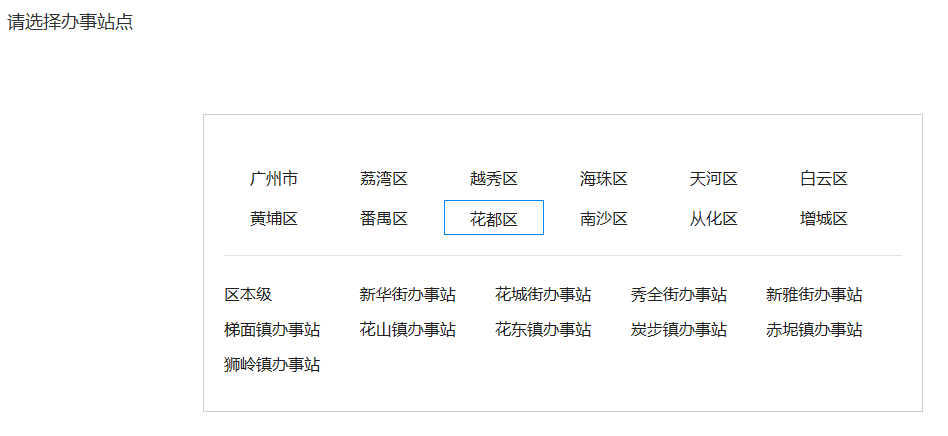 请选择办事站点
广州市 荔湾区 越秀区 海珠区 天河区 白云区
黄埔区 番禺区 花都区 南沙区 从化区 增城区
区本级 新华街办事站 花城街办事站 秀全街办事站 新雅街办事站
梯面镇办事站 花山镇办事站 花东镇办事站 炭步镇办事站 赤坭镇办事站
狮岭镇办事站